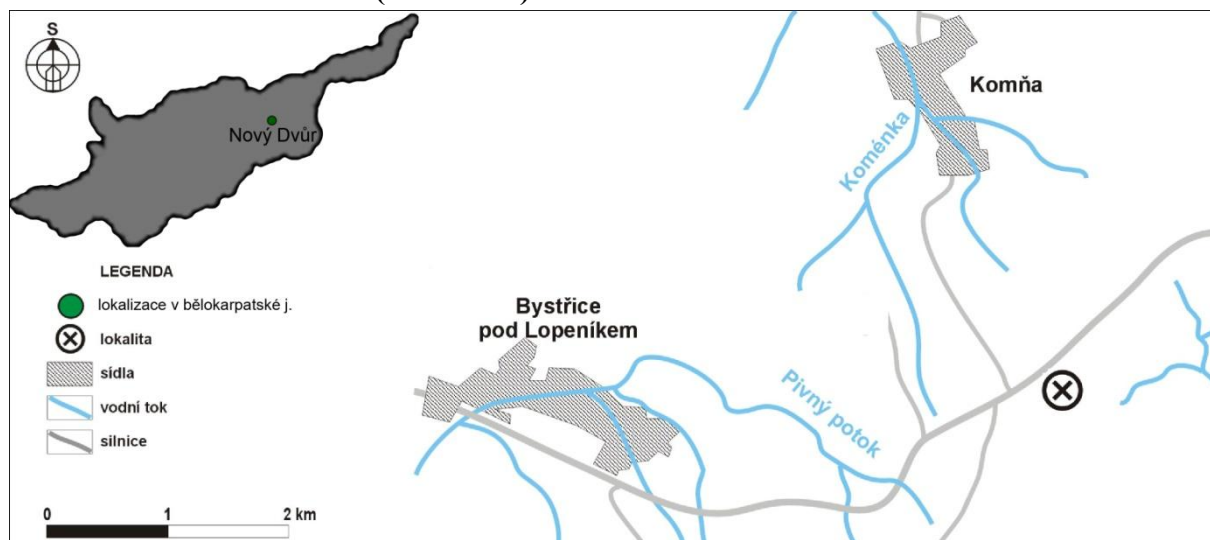 S
Nový Dvůr
LEGENDA
lokalizace v bělokarpatské j.
lokalita
sídla
vodní tok
silnice
0 1 2 km
Komňa
Koménka
Bystřice
pod Lopeníkem
Pivný potok